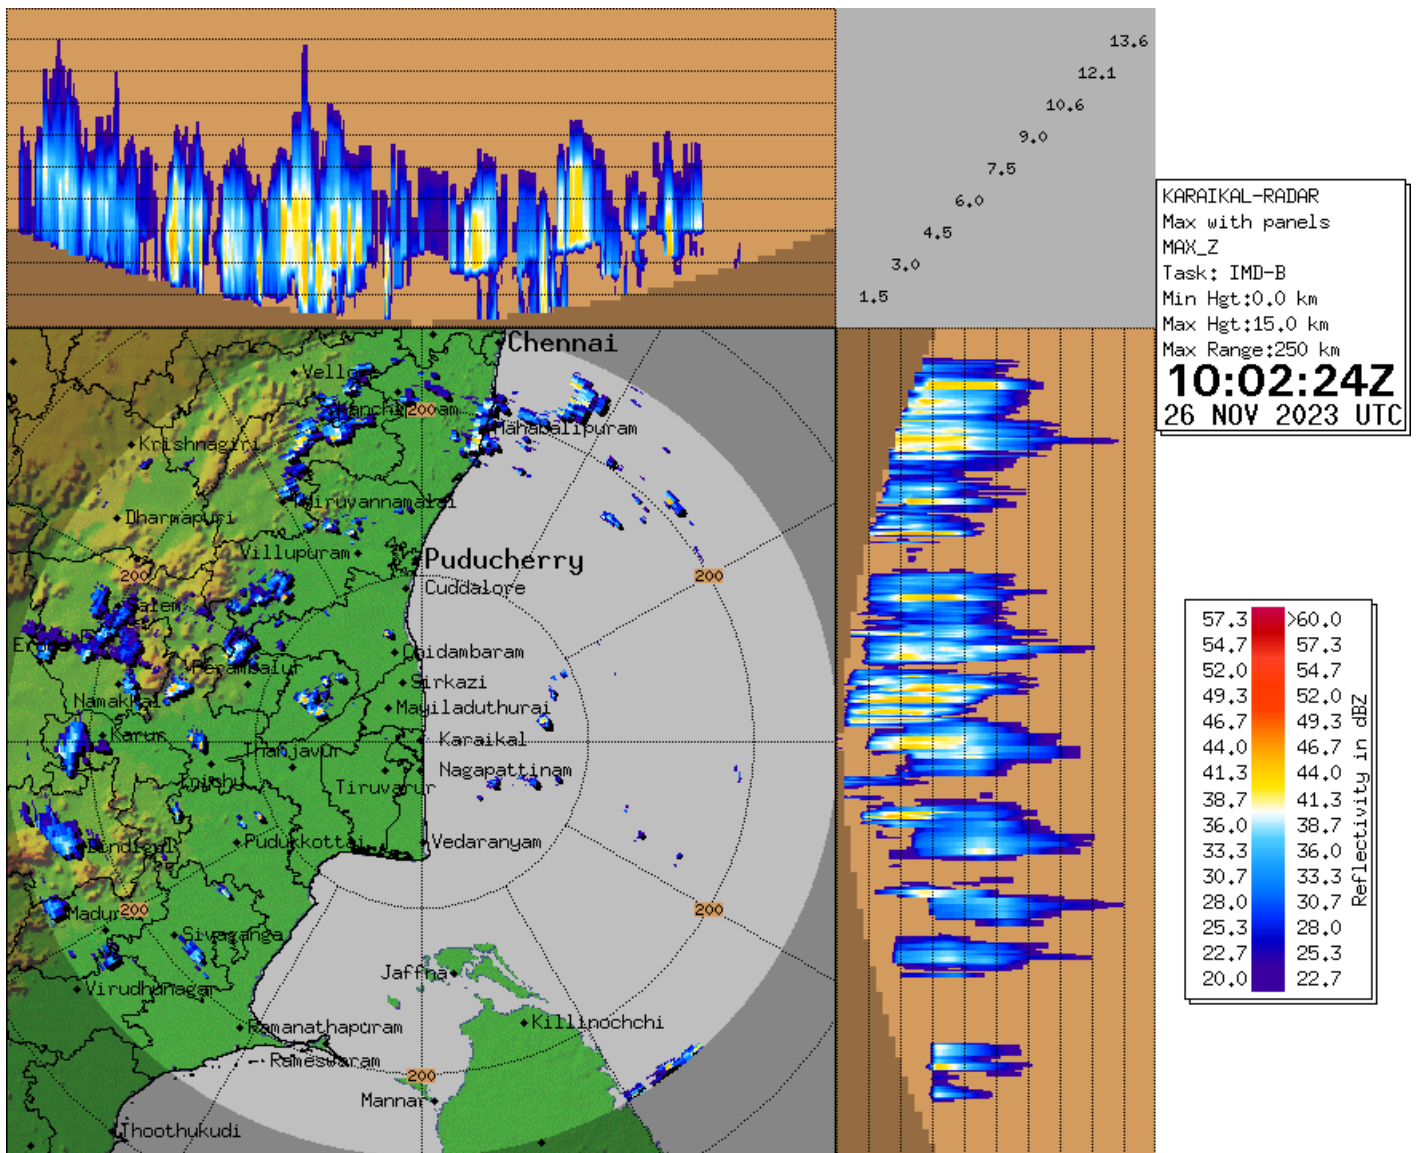 13.6
12.1
10.6
9.0
7.5
6.0
4.5
3.0
1.5
KARAIKAL-RADAR
Max with panels
MAX_Z
Task: IMD-B
Min Hgt:0.0 km
Max Hgt:15.0 km
Max Range:250 km
10:02:24Z
26 NOV 2023 UTC
Chennai
Vellore
200
Mahabalipuram
Krishnagiri
Tiruvannamalai
Dharmapuri
Villupuram
Puducherry
200
200
Cuddalore
Salem
Chidambaram
Perambalur
Sirkazi
Namakkal
Mayiladuthurai
Karur
Karaikal
Thanjavur
Nagapattinam
Tiruvarur
Dindigul
Pudukkottai
Vedaranyam
200
200
Sivaganga
Jaffna
Virudhunagar
Killinochchi
Ramanathapuram
Rameswaram
200
Mannar
Thoothukudi
57.3 >60.0
54.7 57.3
52.0 54.7
49.3 52.0
46.7 49.3
44.0 46.7
41.3 44.0
38.7 41.3
36.0 38.7
33.3 36.0
30.7 33.3
28.0 30.7
25.3 28.0
22.7 25.3
20.0 22.7
Reflectivity in dBZ